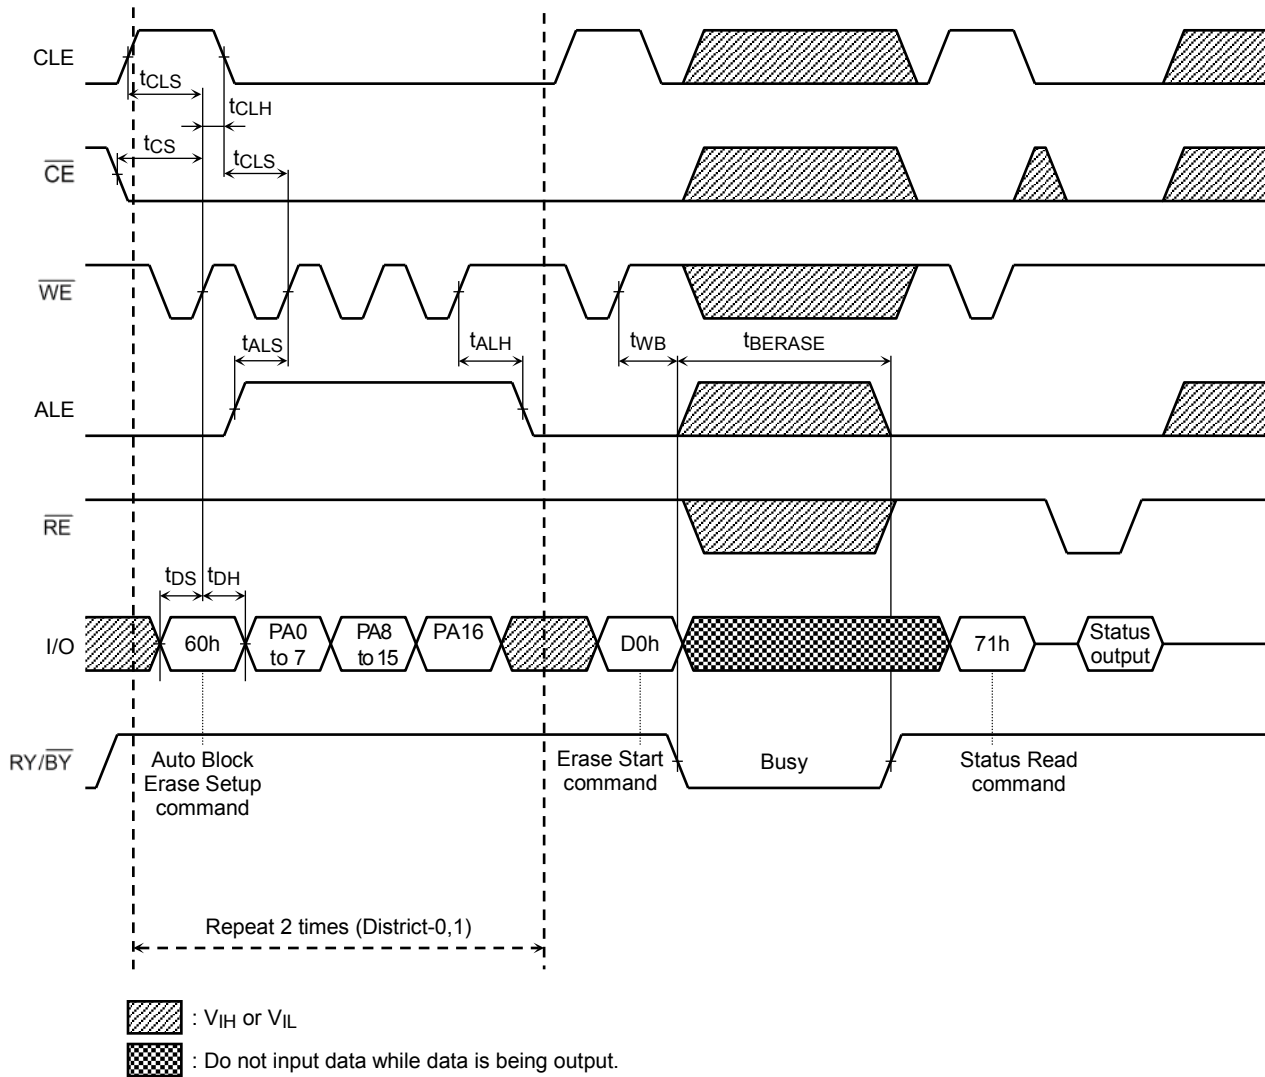 CLE
tCLS
tCLH
tCS
tCLS
CE
WE
tALS
tALH
tWB
tBERASE
ALE
RE
tDS
tDH
I/O
60h
PA0
to 7
PA8
to 15
PA16
D0h
71h
Status
output
RY/BY
Auto Block
Erase Setup
command
Erase Start
command
Busy
Status Read
command
Repeat 2 times (District-0,1)
: VIH or VIL
: Do not input data while data is being output.